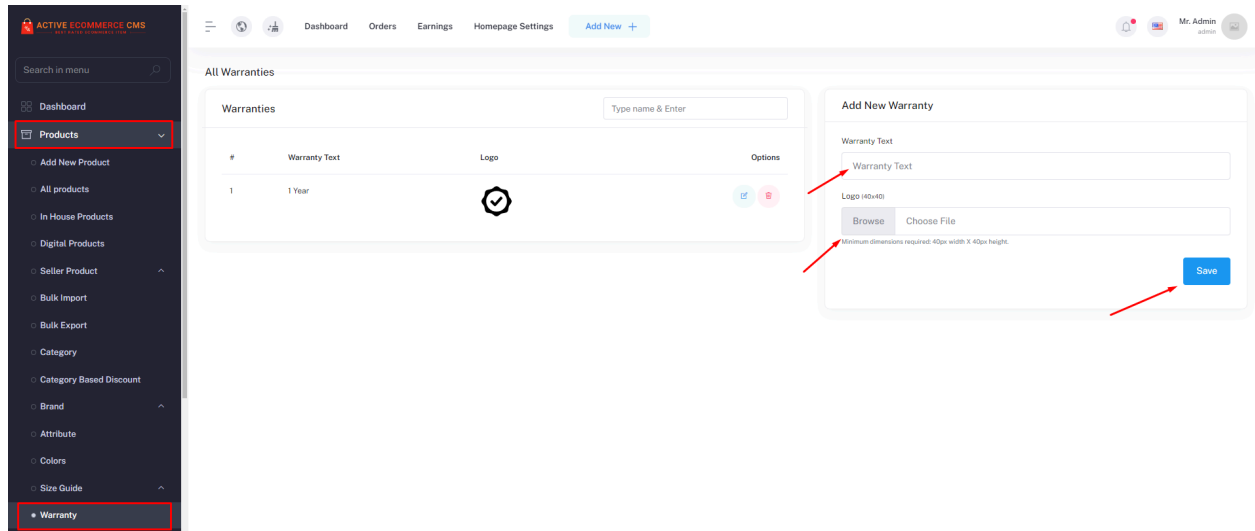 ACTIVE ECOMMERCE CMS
Dashboard Orders Earnings Homepage Settings Add New +
Mr. Admin
admin
Search in menu
Dashboard
Products
Add New Product
All products
In House Products
Digital Products
Seller Product
Bulk Import
Bulk Export
Category
Category Based Discount
Brand
Attribute
Colors
Size Guide
Warranty
All Warranties
Warranties
Type name & Enter
# Warranty Text Logo Options
1 1 Year
Add New Warranty
Warranty Text
Warranty Text
Logo (40x40)
Browse Choose File
Minimum dimensions required: 40px width X 40px height.
Save